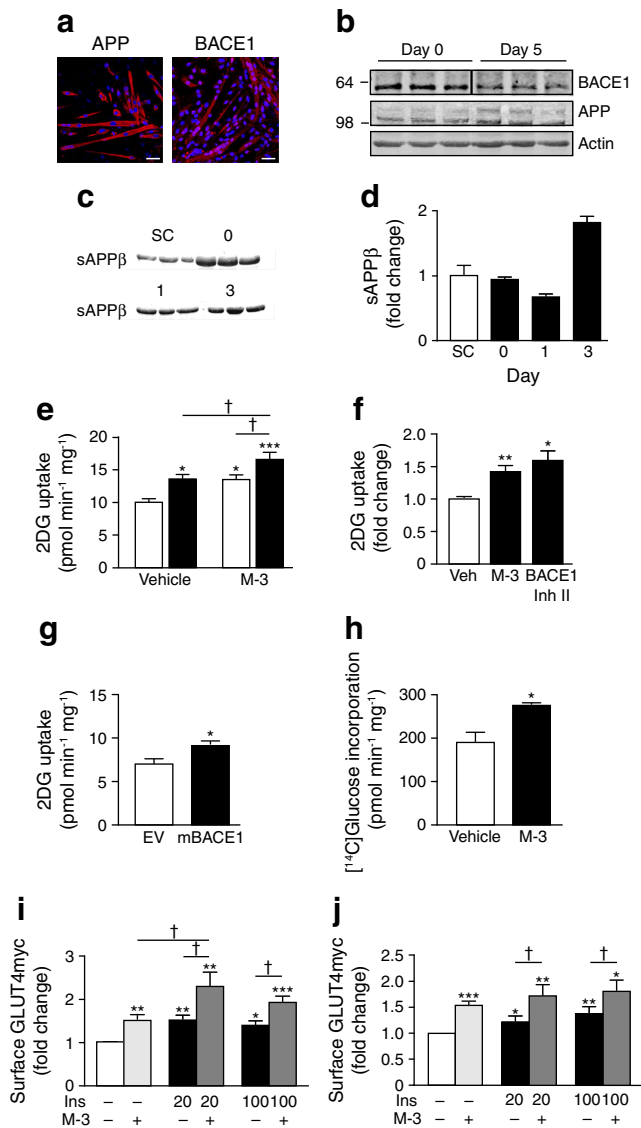 a
APP BACE1
b
Day 0 Day 5
64 BACE1
APP
98
Actin
c
SC 0
sAPPβ
1 3
sAPPβ
d
sAPPβ
(fold change)
2
1
0
SC 0 1 3
Day
e
2DG uptake
(pmol min-1 mg-1)
20
15
10
5
0
†
†
* * ***
Vehicle M-3
f
2DG uptake
(fold change)
2.0
1.5
1.0
0.5
0
** *
Veh M-3 BACE1
Inh II
g
2DG uptake
(pmol min-1 mg-1)
15
10
5
0
*
EV mBACE1
h
[14C]Glucose incorporation
(pmol min-1 mg-1)
300
200
100
0
*
Vehicle M-3
i
Surface GLUT4myc
(fold change)
3
2
1
0
†
† †
** ** ** * ***
Ins – – 20 20 100 100
M-3 – + – + – +
j
Surface GLUT4myc
(fold change)
2.5
2.0
1.5
1.0
0.5
0
† †
*** * ** ** *
Ins – – 20 20 100 100
M-3 – + – + – +